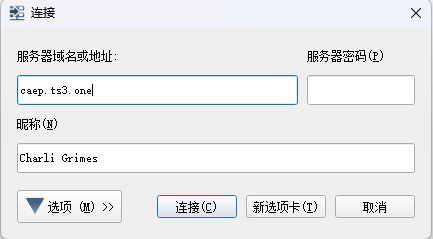 连接
服务器域名或地址: 服务器密码(P)
caep.ts3.one
昵称(N)
Charli Grimes
选项 (M) >> 连接(C) 新选项卡(T) 取消